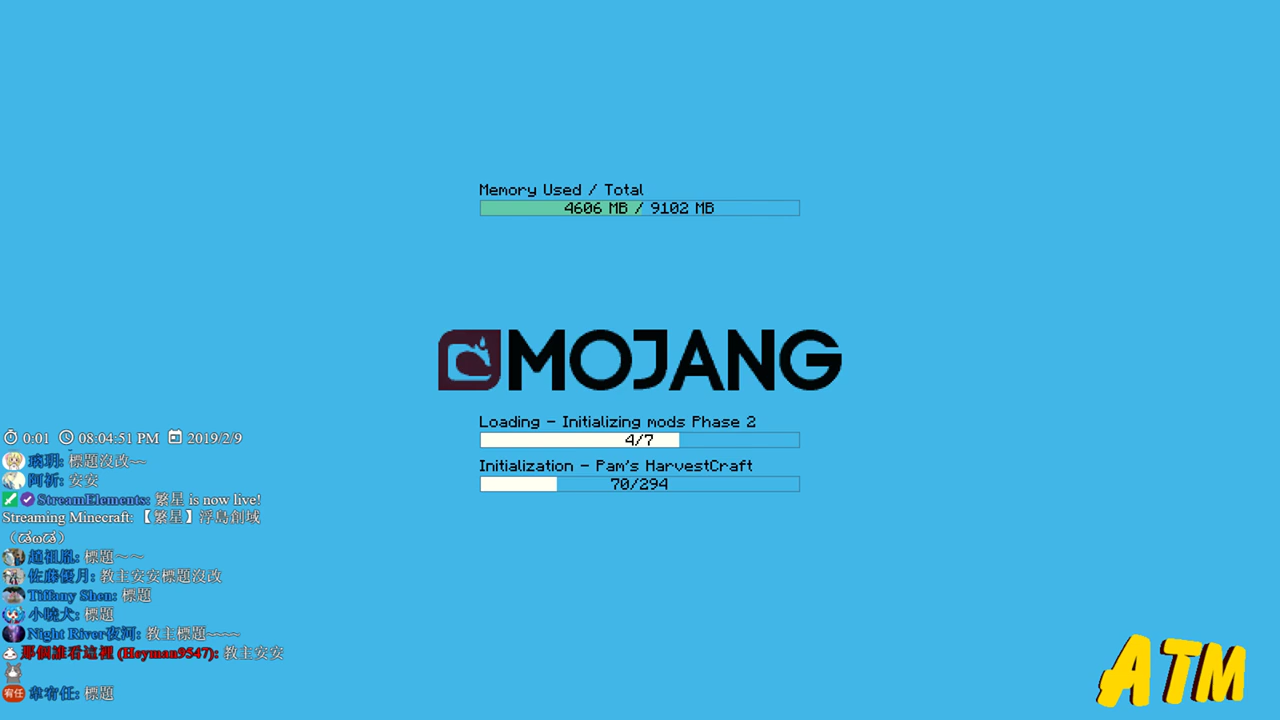 Memory Used / Total
4606 MB / 9102 MB
MOJANG
Loading - Initializing mods Phase 2
4/7
Initialization - Pam's HarvestCraft
70/294
0:01 08:04:51 PM 2019/2/9
璃玥: 標題沒改~~
阿祈: 安安
StreamElements: 繁星 is now live!
Streaming Minecraft: 【繁星】浮島創域
趙祖胤: 標題~~
佐藤優月: 教主安安標題沒改
Tiffany Shen: 標題
小曉犬: 標題
Night River夜河: 教主標題~~~~
那個誰看這裡 (Heyman9547): 教主安安
宥任 韋宥任: 標題
ATM